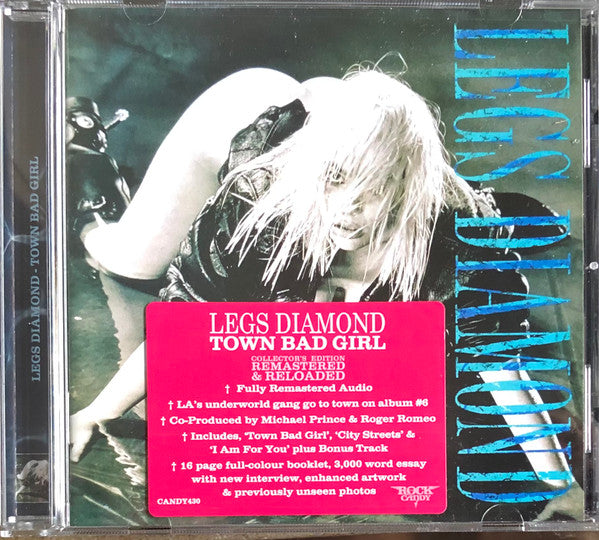 LEGS DIAMOND - TOWN BAD GIRL
LEGS DIAMOND
LEGS DIAMOND
TOWN BAD GIRL
COLLECTOR'S EDITION
REMASTERED
& RELOADED
† Fully Remastered Audio
† LA's underworld gang go to town on album #6
† Co-Produced by Michael Prince & Roger Romeo
† Includes, 'Town Bad Girl', 'City Streets' &
'I Am For You' plus Bonus Track
† 16 page full-colour booklet, 3,000 word essay
with new interview, enhanced artwork
& previously unseen photos
CANDY430
ROCK
CANDY